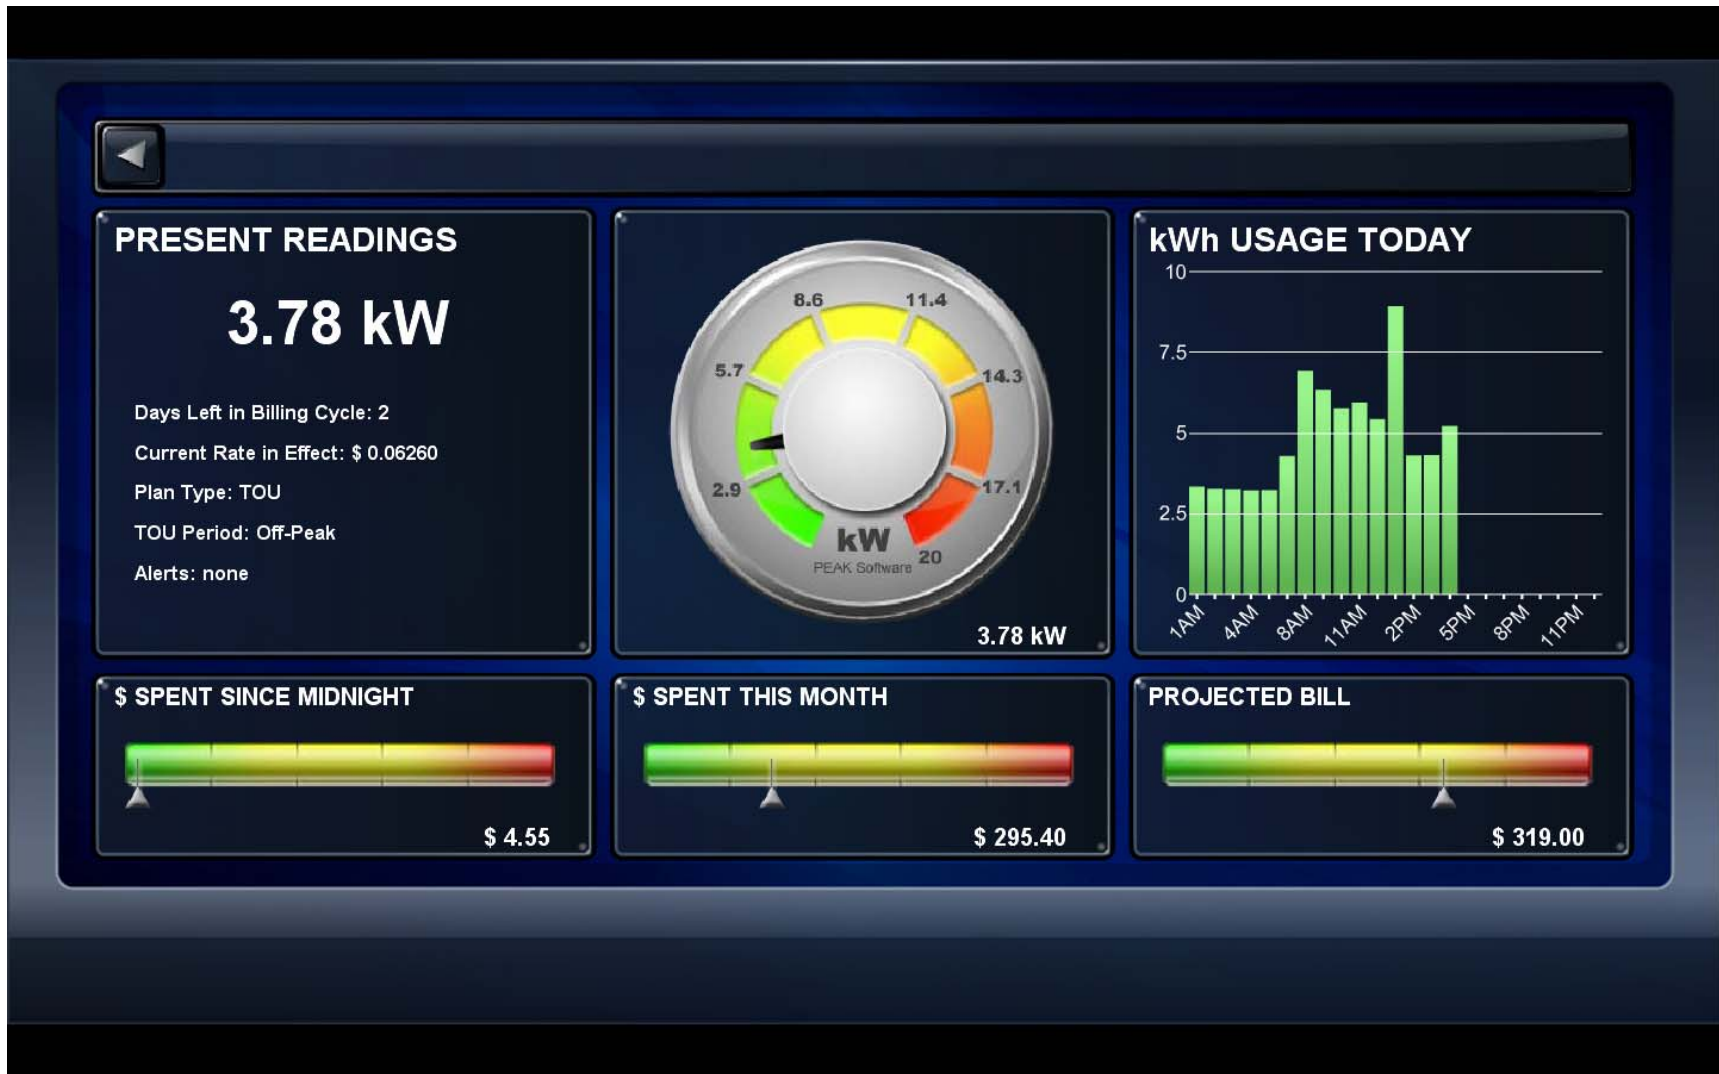 PRESENT READINGS
3.78 kW
Days Left in Billing Cycle: 2
Current Rate in Effect: $ 0.06260
Plan Type: TOU
TOU Period: Off-Peak
Alerts: none
8.6 11.4
5.7 14.3
2.9 17.1
kW
20
PEAK Software
3.78 kW
kWh USAGE TODAY
10
7.5
5
2.5
0
1AM 4AM 8AM 11AM 2PM 5PM 8PM 11PM
$ SPENT SINCE MIDNIGHT
$ 4.55
$ SPENT THIS MONTH
$ 295.40
PROJECTED BILL
$ 319.00